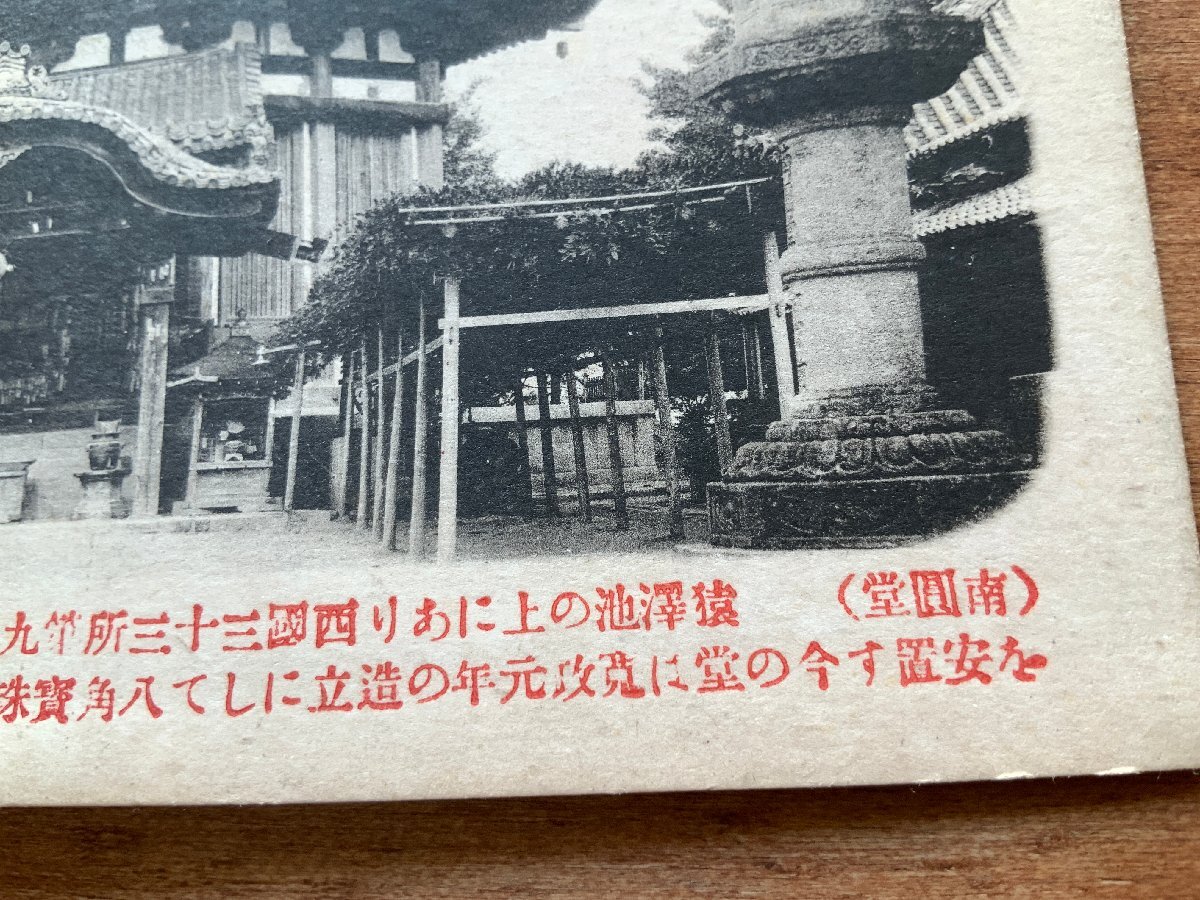 (南圓堂) 猿澤池の上にあり西國三十三所第九
を安置す今の堂は寛政元年の造立にして八角寶珠